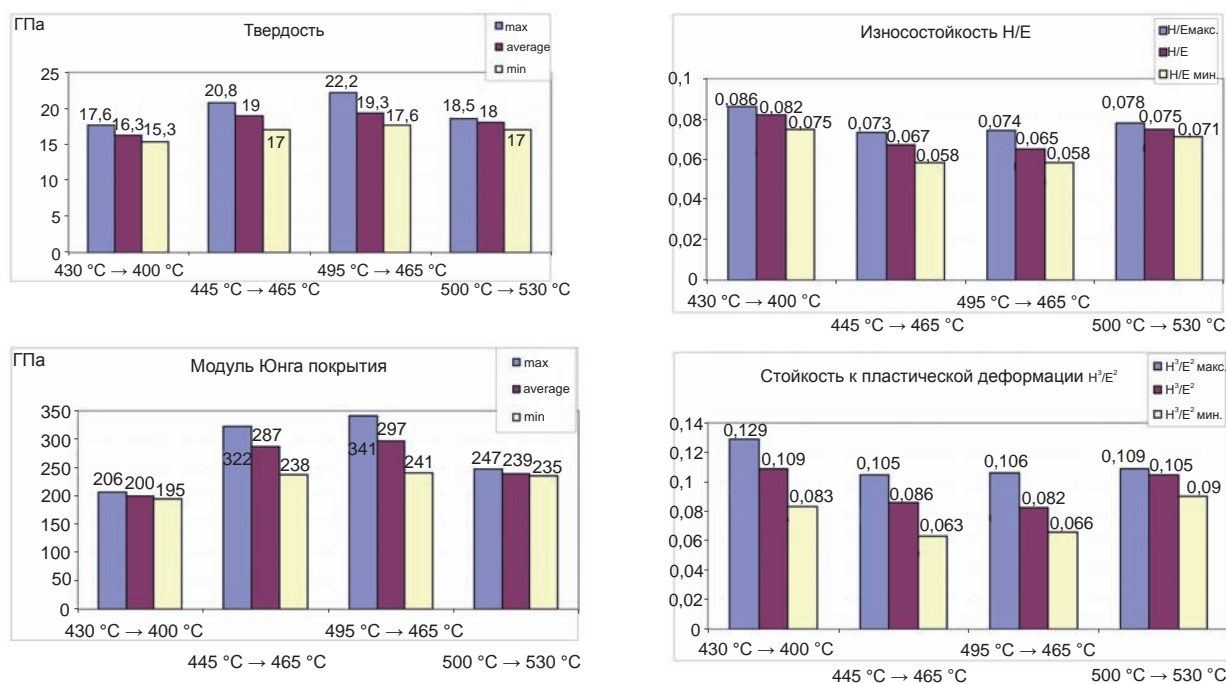 ГПа
Твердость
max
average
min
25
20
15
10
5
0
17,6
16,3
15,3
20,8
19
17
22,2
19,3
17,6
18,5
18
17
430 °C → 400 °C
495 °C → 465 °C
445 °C → 465 °C
500 °C → 530 °C
Износостойкость H/E
H/Eмакс.
H/E
H/E мин.
0,1
0,08
0,06
0,04
0,02
0
0,086
0,082
0,075
0,073
0,067
0,058
0,074
0,065
0,058
0,078
0,075
0,071
430 °C → 400 °C
495 °C → 465 °C
445 °C → 465 °C
500 °C → 530 °C
ГПа
Модуль Юнга покрытия
max
average
min
350
300
250
200
150
100
50
0
206
200
195
322
287
238
341
297
241
247
239
235
430 °C → 400 °C
495 °C → 465 °C
445 °C → 465 °C
500 °C → 530 °C
Стойкость к пластической деформации H³/E²
H³/E² макс.
H³/E²
H³/E² мин.
0,14
0,12
0,1
0,08
0,06
0,04
0,02
0
0,129
0,109
0,083
0,105
0,086
0,063
0,106
0,082
0,066
0,109
0,105
0,09
430 °C → 400 °C
495 °C → 465 °C
445 °C → 465 °C
500 °C → 530 °C